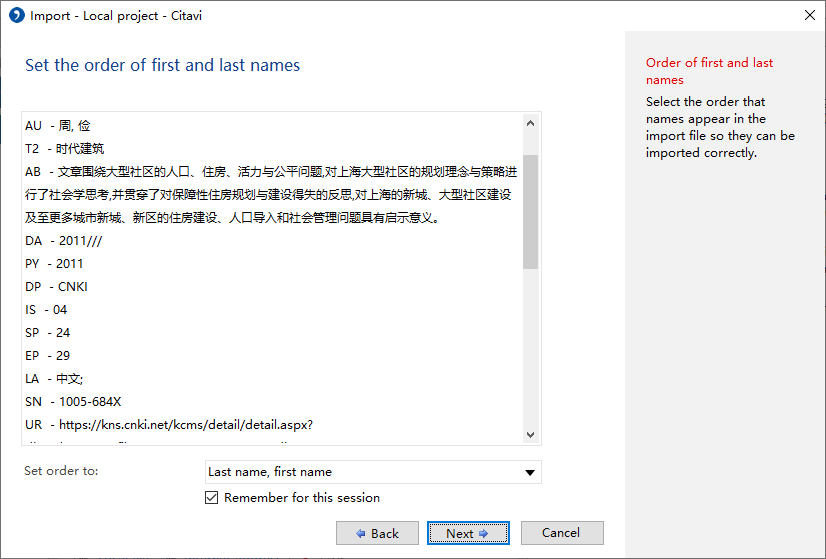 Import - Local project - Citavi
Set the order of first and last names
AU - 周, 俭
T2 - 时代建筑
AB - 文章围绕大型社区的人口、住房、活力与公平问题,对上海大型社区的规划理念与策略进
行了社会学思考,并贯穿了对保障性住房规划与建设得失的反思,对上海的新城、大型社区建设
及至更多城市新城、新区的住房建设、人口导入和社会管理问题具有启示意义。
DA - 2011///
PY - 2011
DP - CNKI
IS - 04
SP - 24
EP - 29
LA - 中文;
SN - 1005-684X
UR - https://kns.cnki.net/kcms/detail/detail.aspx?
Set order to:
Last name, first name
Remember for this session
Back
Next
Cancel
Order of first and last
names
Select the order that
names appear in the
import file so they can be
imported correctly.